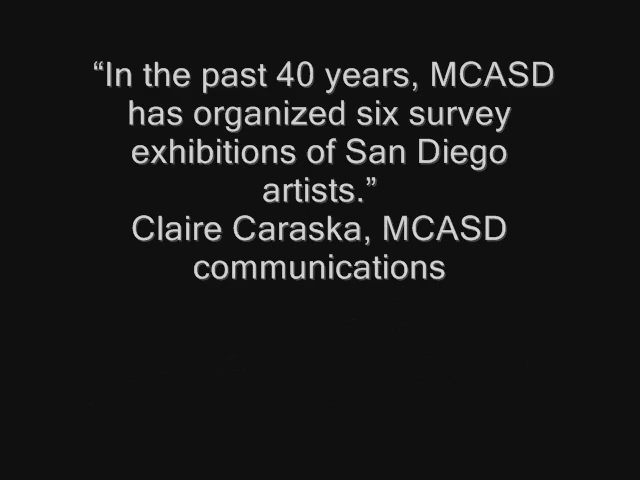 “In the past 40 years, MCASD
has organized six survey
exhibitions of San Diego
artists.”
Claire Caraska, MCASD
communications